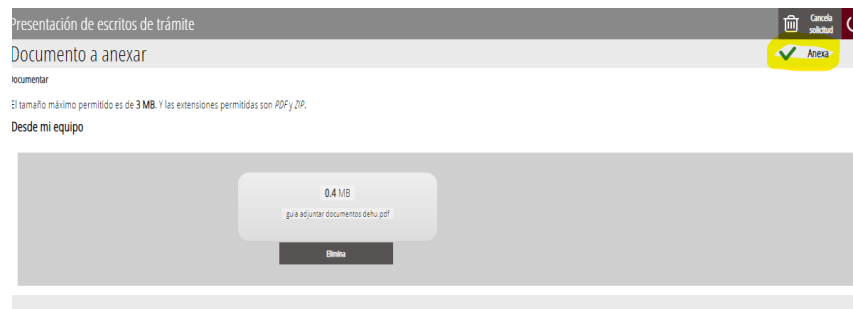 Presentación de escritos de trámite
Cancela
solicitud
Documento a anexar
Anexa
Documentar
El tamaño máximo permitido es de 3 MB. Y las extensiones permitidas son PDF y ZIP.
Desde mi equipo
0.4 MB
guia adjuntar documentos dehu.pdf
Elimina